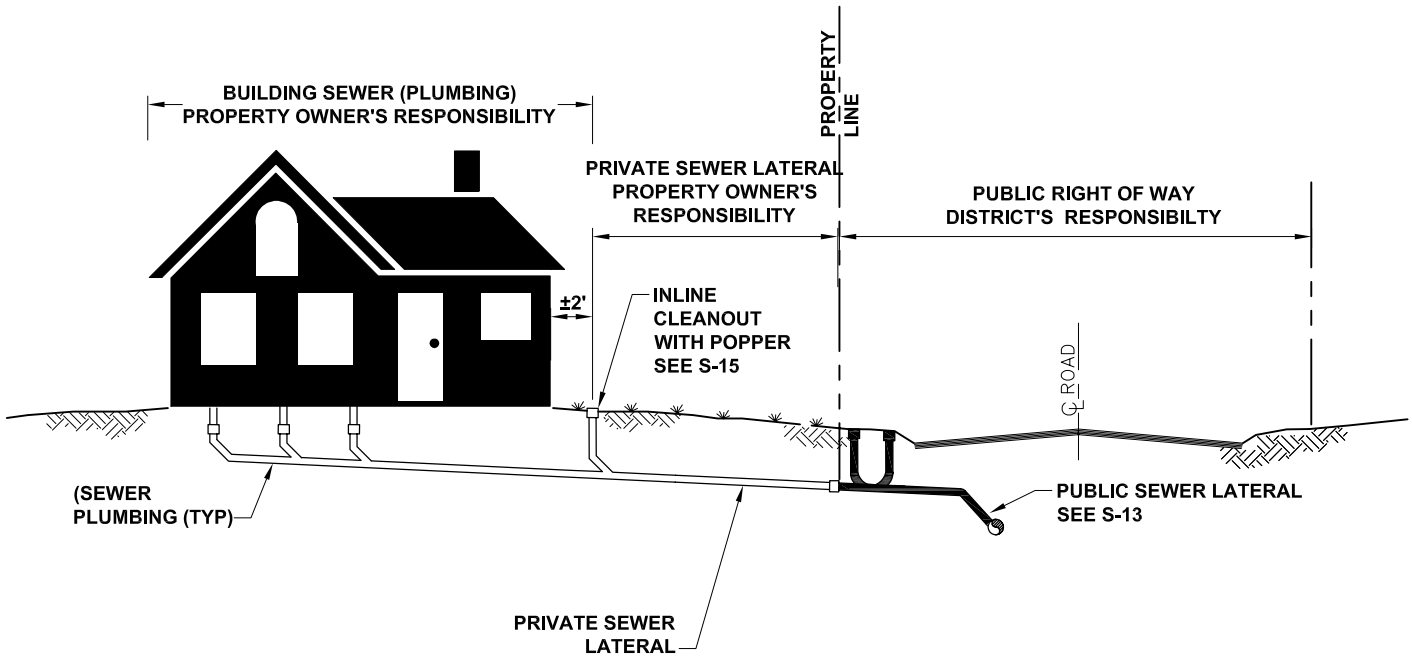 BUILDING SEWER (PLUMBING)
PROPERTY OWNER'S RESPONSIBILITY
PROPERTY
LINE
PRIVATE SEWER LATERAL
PROPERTY OWNER'S
RESPONSIBILITY
PUBLIC RIGHT OF WAY
DISTRICT'S RESPONSIBILTY
±2'
INLINE
CLEANOUT
WITH POPPER
SEE S-15
℄ ROAD
(SEWER
PLUMBING (TYP)
PUBLIC SEWER LATERAL
SEE S-13
PRIVATE SEWER
LATERAL